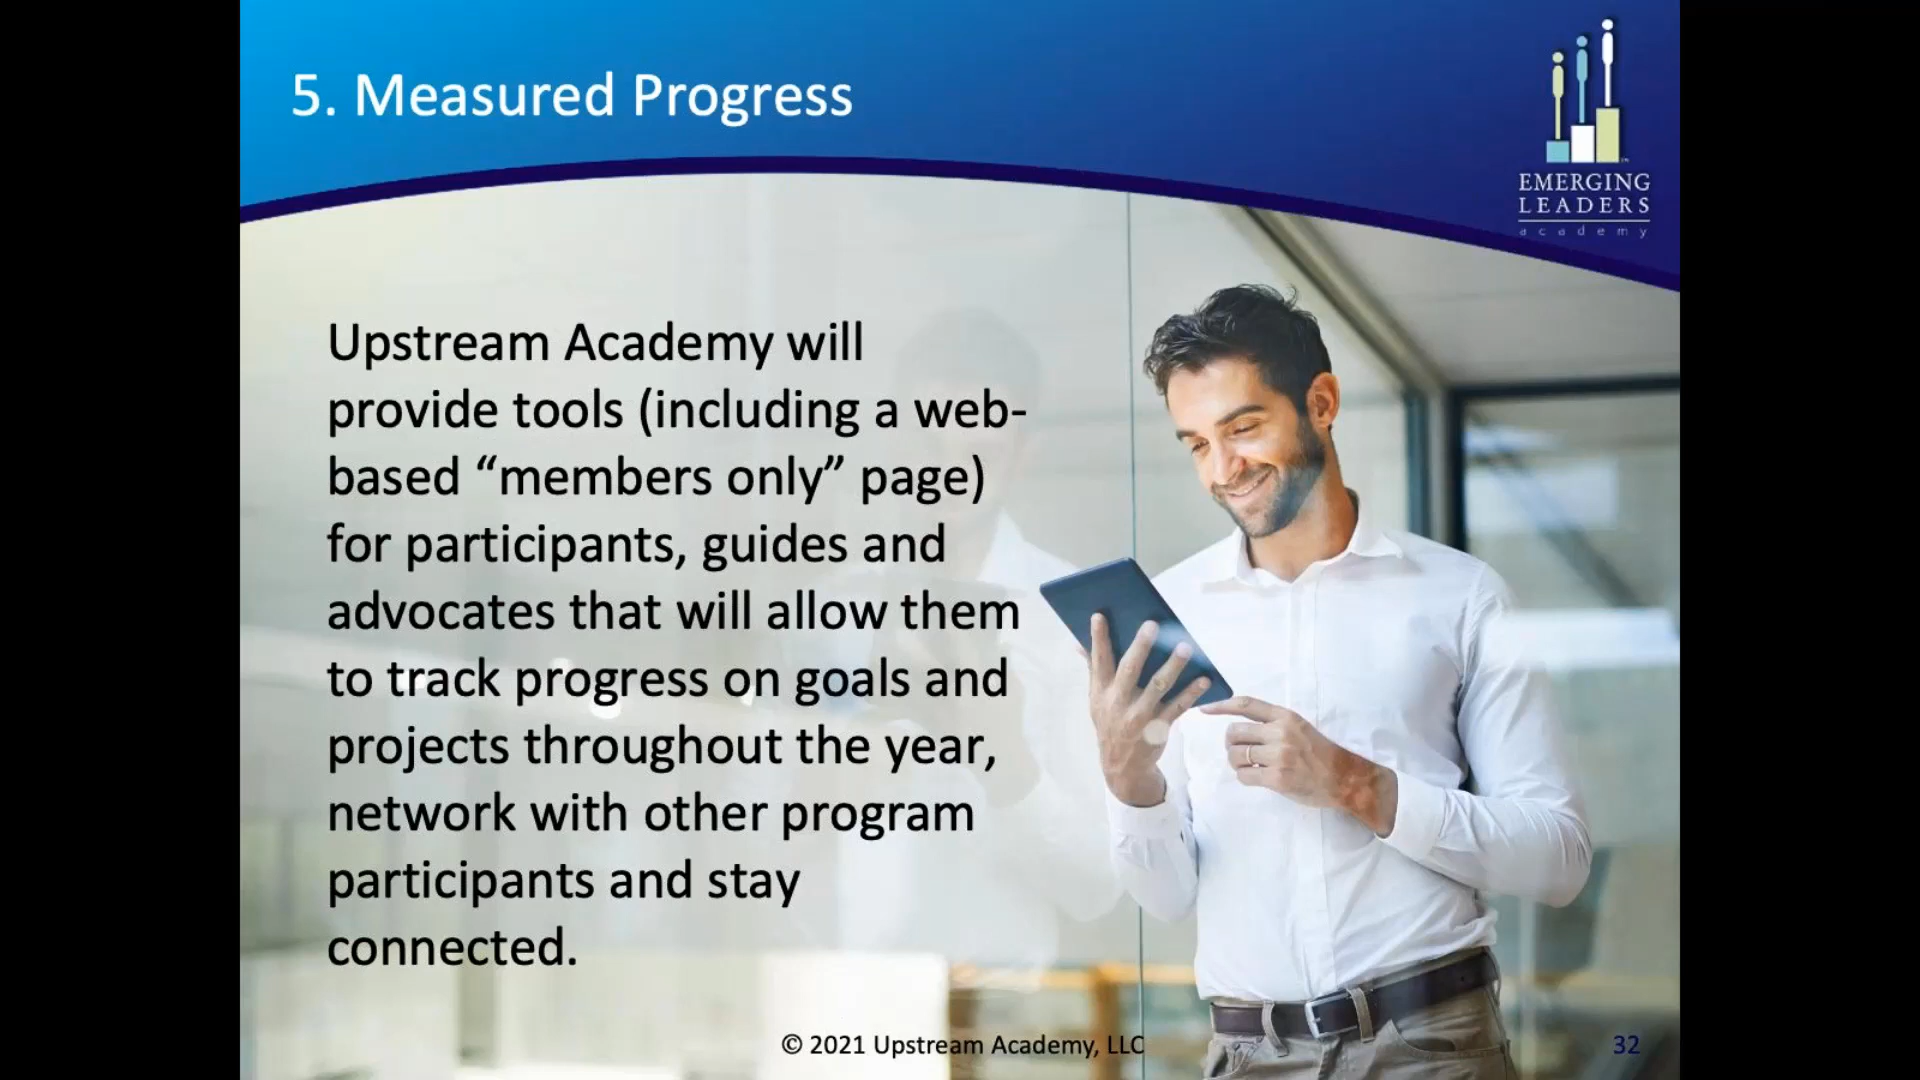 5. Measured Progress
EMERGING
LEADERS
academy
Upstream Academy will
provide tools (including a web-
based “members only” page)
for participants, guides and
advocates that will allow them
to track progress on goals and
projects throughout the year,
network with other program
participants and stay
connected.
© 2021 Upstream Academy, LLC
32